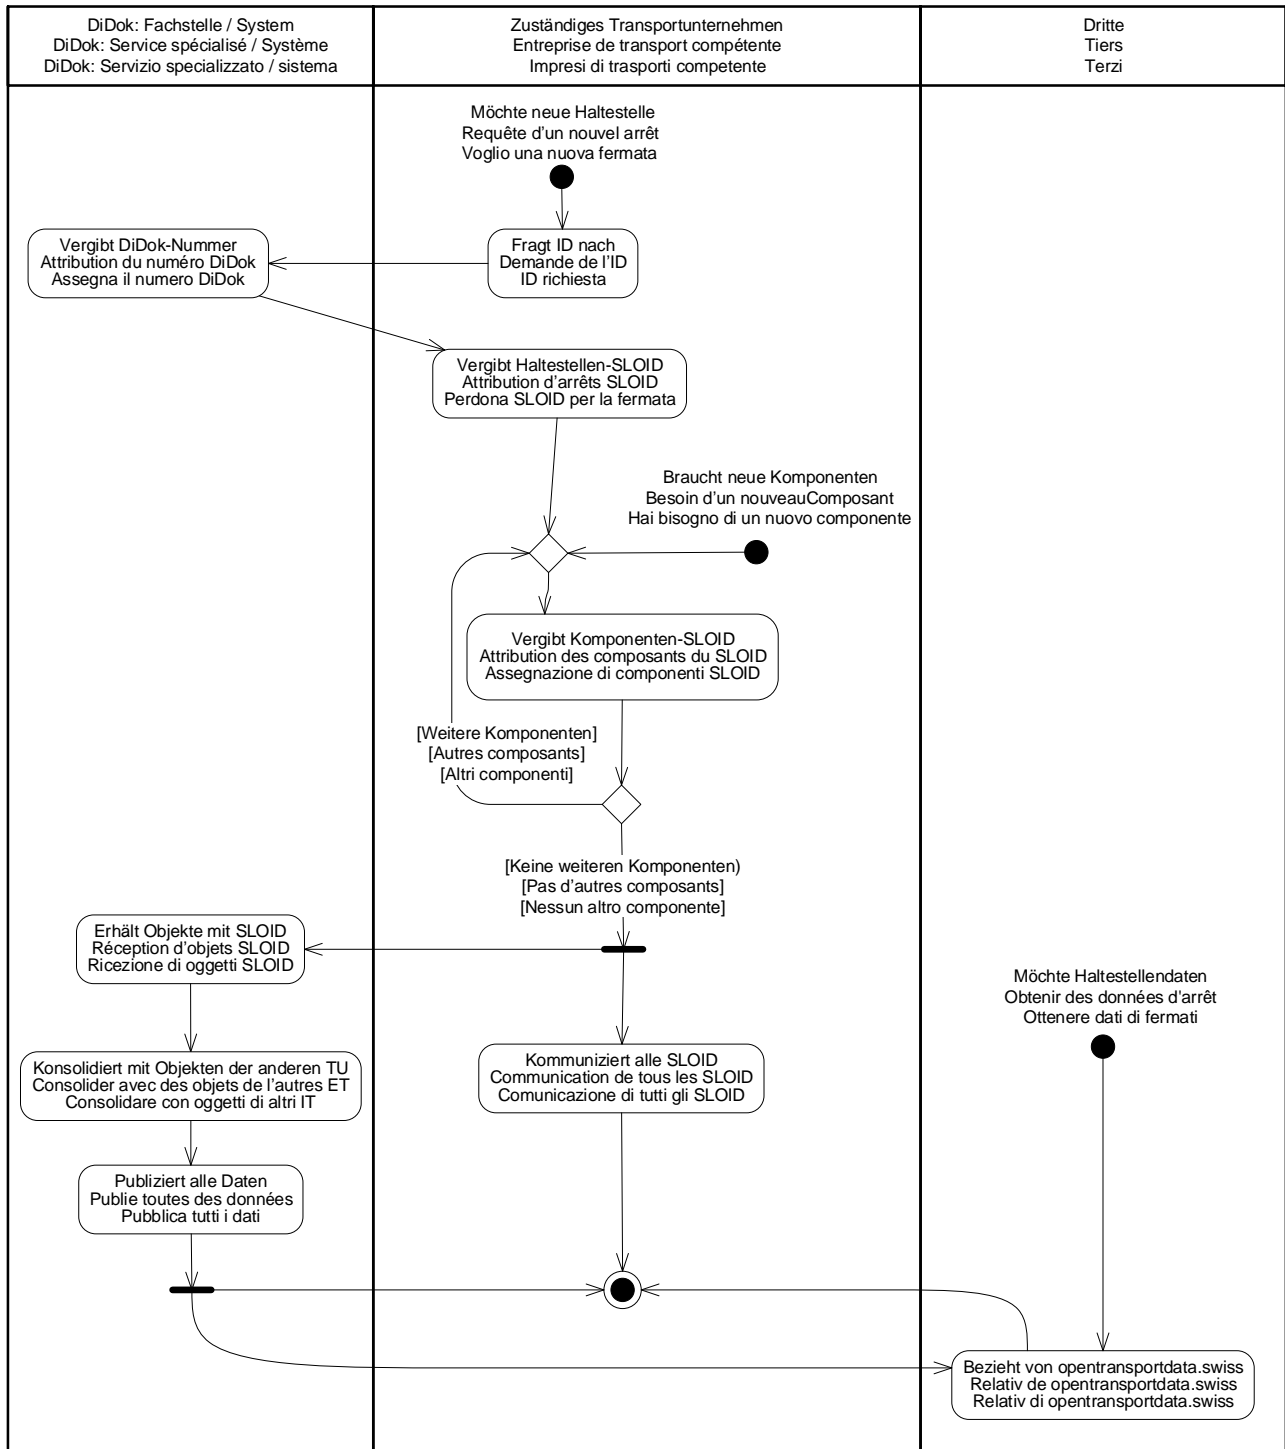 DiDok: Fachstelle / System
DiDok: Service spécialisé / Système
DiDok: Servizio specializzato / sistema
Zuständiges Transportunternehmen
Entreprise de transport compétente
Impresi di trasporti competente
Dritte
Tiers
Terzi
Möchte neue Haltestelle
Requête d'un nouvel arrêt
Voglio una nuova fermata
Vergibt DiDok-Nummer
Attribution du numéro DiDok
Assegna il numero DiDok
Fragt ID nach
Demande de l'ID
ID richiesta
Vergibt Haltestellen-SLOID
Attribution d'arrêts SLOID
Perdona SLOID per la fermata
Braucht neue Komponenten
Besoin d'un nouveauComposant
Hai bisogno di un nuovo componente
Vergibt Komponenten-SLOID
Attribution des composants du SLOID
Assegnazione di componenti SLOID
[Weitere Komponenten]
[Autres composants]
[Altri componenti]
[Keine weiteren Komponenten)
[Pas d'autres composants]
[Nessun altro componente]
Erhält Objekte mit SLOID
Réception d'objets SLOID
Ricezione di oggetti SLOID
Möchte Haltestellendaten
Obtenir des données d'arrêt
Ottenere dati di fermati
Konsolidiert mit Objekten der anderen TU
Consolider avec des objets de l'autres ET
Consolidare con oggetti di altri IT
Kommuniziert alle SLOID
Communication de tous les SLOID
Comunicazione di tutti gli SLOID
Publiziert alle Daten
Publie toutes des données
Pubblica tutti i dati
Bezieht von opentransportdata.swiss
Relativ de opentransportdata.swiss
Relativ di opentransportdata.swiss